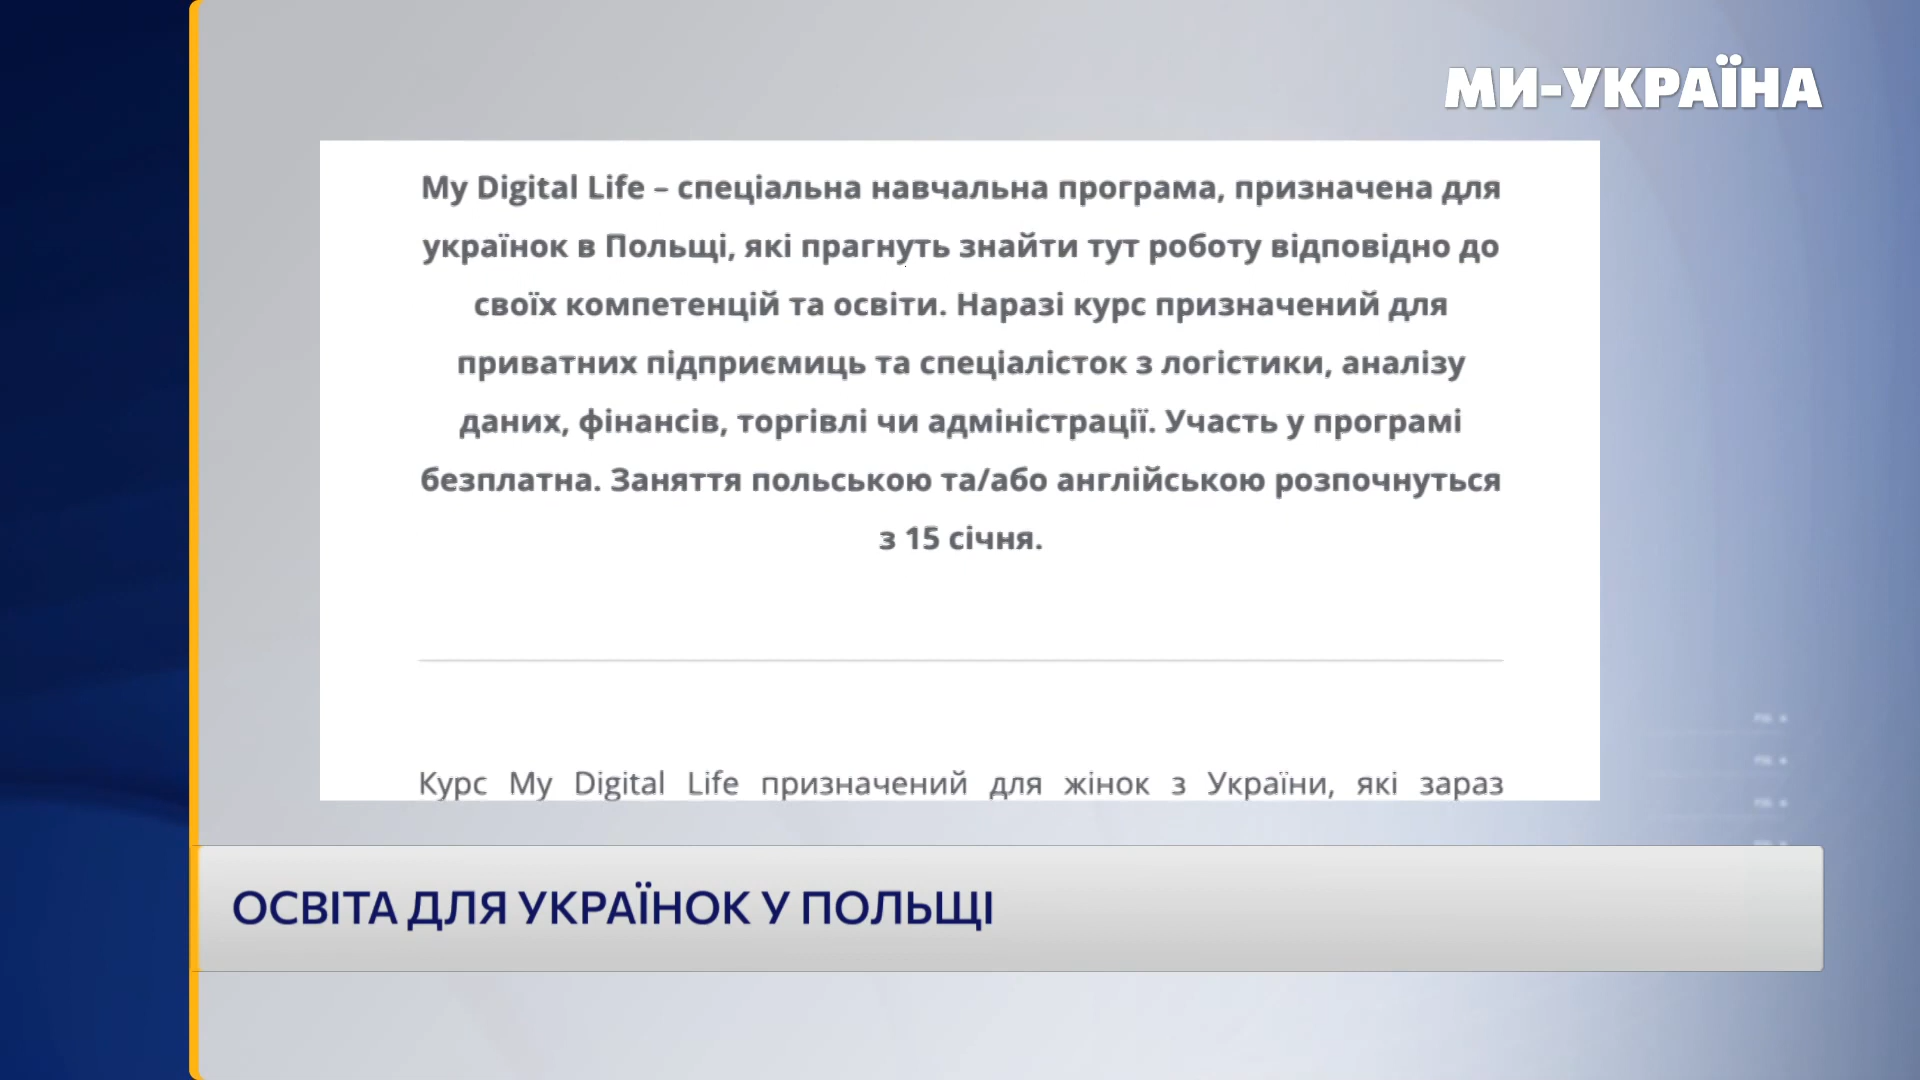 МИ-УКРАЇНА
My Digital Life – спеціальна навчальна програма, призначена для
українок в Польщі, які прагнуть знайти тут роботу відповідно до
своїх компетенцій та освіти. Наразі курс призначений для
приватних підприємиць та спеціалісток з логістики, аналізу
даних, фінансів, торгівлі чи адміністрації. Участь у програмі
безплатна. Заняття польською та/або англійською розпочнуться
з 15 січня.
Курс My Digital Life призначений для жінок з України, які зараз
ОСВІТА ДЛЯ УКРАЇНОК У ПОЛЬЩІ